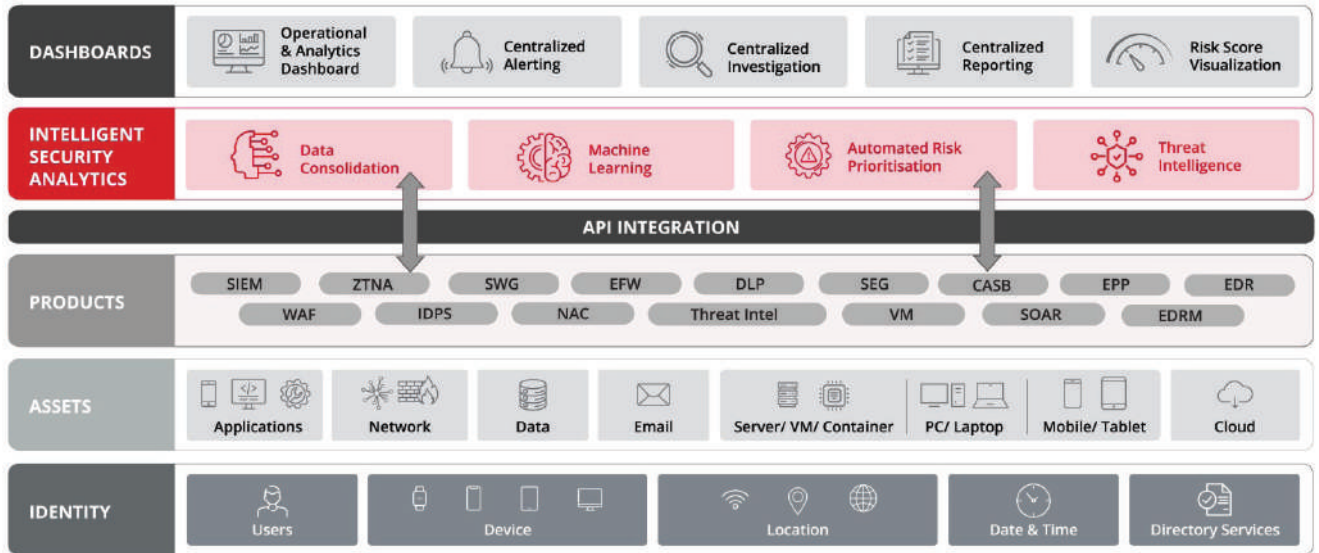 DASHBOARDS
Operational
& Analytics
Dashboard
Centralized
Alerting
Centralized
Investigation
Centralized
Reporting
Risk Score
Visualization
INTELLIGENT
SECURITY
ANALYTICS
Data
Consolidation
Machine
Learning
Automated Risk
Prioritisation
Threat
Intelligence
API INTEGRATION
PRODUCTS
SIEM
ZTNA
SWG
EFW
DLP
SEG
CASB
EPP
EDR
WAF
IDPS
NAC
Threat Intel
VM
SOAR
EDRM
ASSETS
Applications
Network
Data
Email
Server/ VM/ Container
PC/ Laptop
Mobile/ Tablet
Cloud
IDENTITY
Users
Device
Location
Date & Time
Directory Services